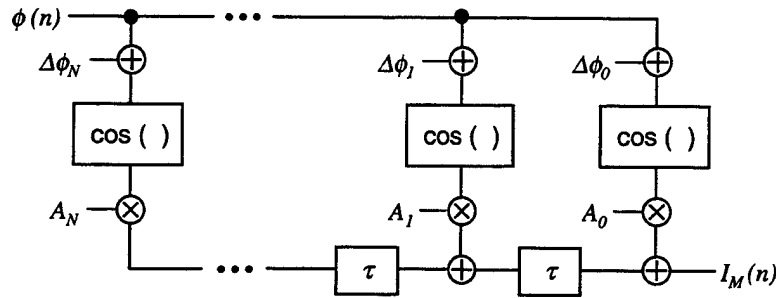 ϕ(n)
Δϕ_N
Δϕ_1
Δϕ_0
cos ( )
cos ( )
cos ( )
A_N
A_1
A_0
τ
τ
I_M(n)